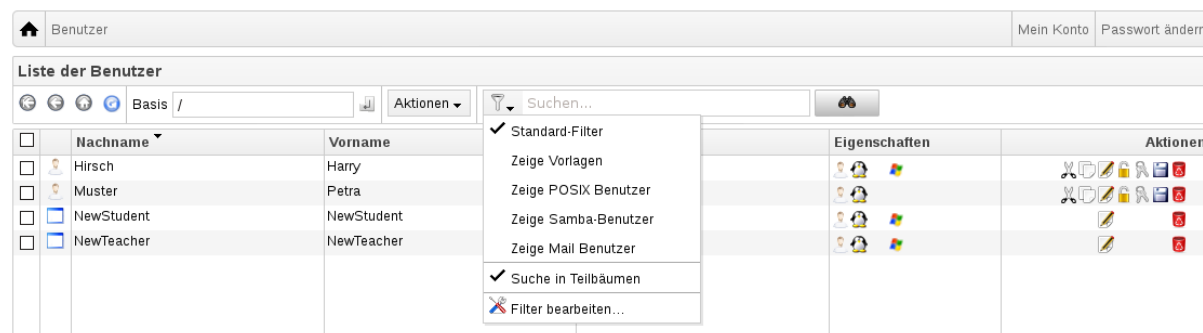 Benutzer Mein Konto Passwort ändern
Liste der Benutzer
Basis / Aktionen Suchen...
Nachname Vorname Eigenschaften Aktionen
Standard-Filter
Zeige Vorlagen
Zeige POSIX Benutzer
Zeige Samba-Benutzer
Zeige Mail Benutzer
Suche in Teilbäumen
Filter bearbeiten...
Hirsch Harry
Muster Petra
NewStudent NewStudent
NewTeacher NewTeacher